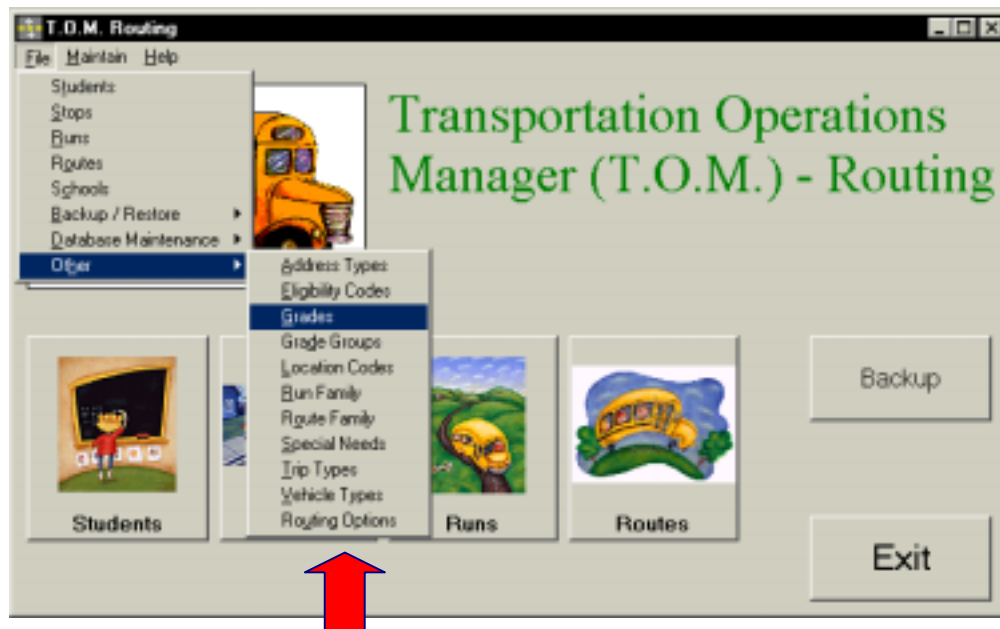 T.O.M. Routing
File Maintain Help
Students
Stops
Runs
Routes
Schools
Backup / Restore
Database Maintenance
Other
Transportation Operations
Manager (T.O.M.) - Routing
Address Types
Eligibility Codes
Grades
Grade Groups
Location Codes
Run Family
Route Family
Special Needs
Trip Types
Vehicle Types
Routing Options
Students
Runs
Routes
Backup
Exit